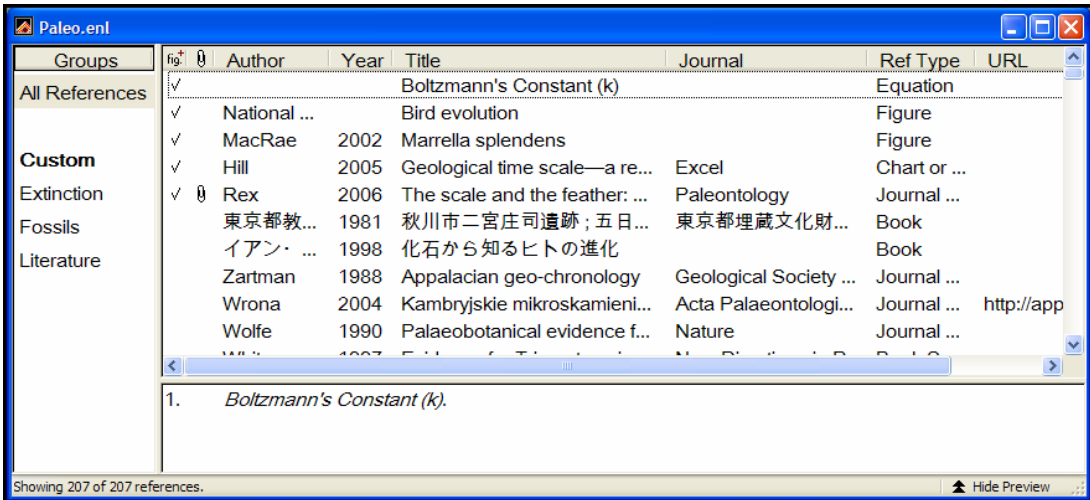 Paleo.enl
Groups
fig. Author Year Title Journal Ref Type URL
All References
Boltzmann's Constant (k) Equation
National ... Bird evolution Figure
MacRae 2002 Marrella splendens Figure
Custom
Hill 2005 Geological time scale—a re... Excel Chart or ...
Extinction
Rex 2006 The scale and the feather: ... Paleontology Journal ...
Fossils
東京都教... 1981 秋川市二宮庄司遺跡 ; 五日... 東京都埋蔵文化財... Book
Literature
イアン・ ... 1998 化石から知るヒトの進化 Book
Zartman 1988 Appalacian geo-chronology Geological Society ... Journal ...
Wrona 2004 Kambryjskie mikroskamieni... Acta Palaeontologi... Journal ... http://app
Wolfe 1990 Palaeobotanical evidence f... Nature Journal ...
1. Boltzmann's Constant (k).
Showing 207 of 207 references. Hide Preview